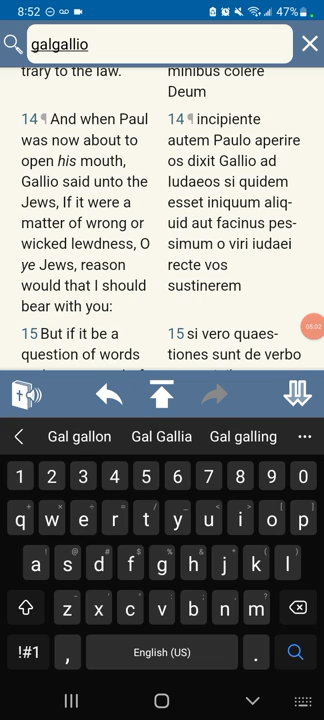 8:52 47%
galgallio
trary to the law.
14 ¶ And when Paul
was now about to
open his mouth,
Gallio said unto the
Jews, If it were a
matter of wrong or
wicked lewdness, O
ye Jews, reason
would that I should
bear with you:
15 But if it be a
question of words
minibus colere
Deum
14 ¶ incipiente
autem Paulo aperire
os dixit Gallio ad
Iudaeos si quidem
esset iniquum aliq-
uid aut facinus pes-
simum o viri iudaei
recte vos
sustinerem
15 si vero quaes-
tiones sunt de verbo
05:02
Gal gallon Gal Gallia Gal galling
1 2 3 4 5 6 7 8 9 0
q w e r t y u i o p
a s d f g h j k l
z x c v b n m
!#1 , English (US) .